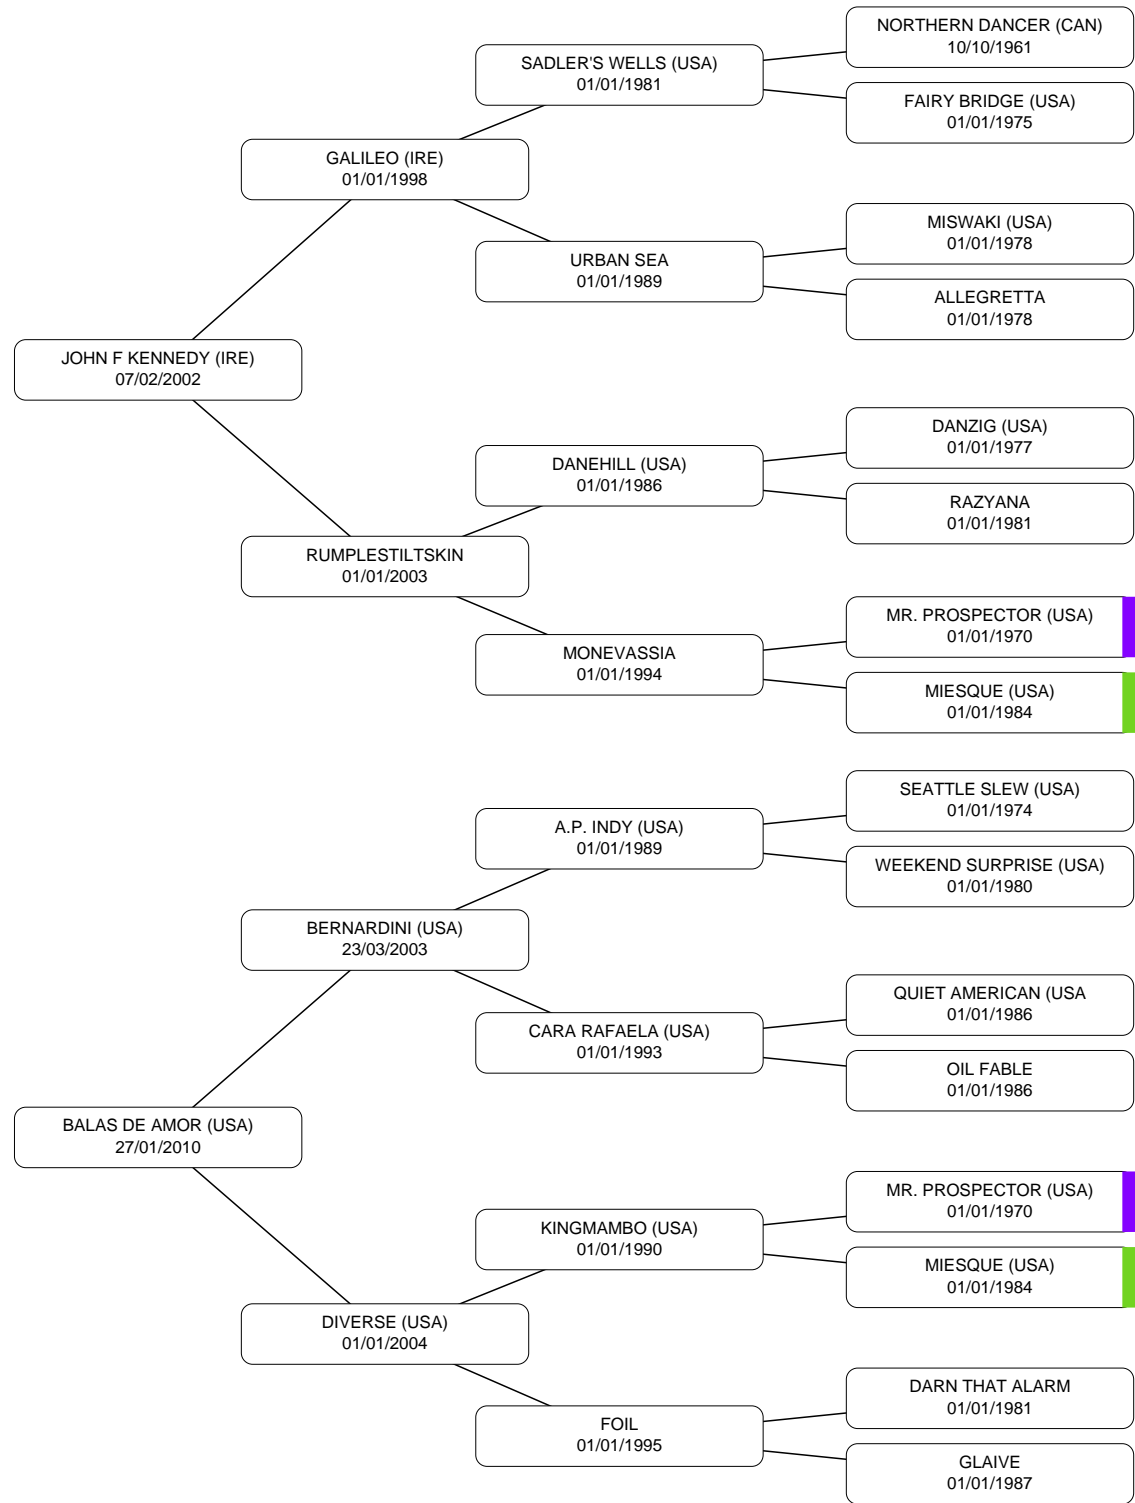 NORTHERN DANCER (CAN)
10/10/1961
SADLER'S WELLS (USA)
01/01/1981
FAIRY BRIDGE (USA)
01/01/1975
GALILEO (IRE)
01/01/1998
MISWAKI (USA)
01/01/1978
URBAN SEA
01/01/1989
ALLEGRETTA
01/01/1978
JOHN F KENNEDY (IRE)
07/02/2002
DANZIG (USA)
01/01/1977
DANEHILL (USA)
01/01/1986
RAZYANA
01/01/1981
RUMPLESTILTSKIN
01/01/2003
MR. PROSPECTOR (USA)
01/01/1970
MONEVASSIA
01/01/1994
MIESQUE (USA)
01/01/1984
SEATTLE SLEW (USA)
01/01/1974
A.P. INDY (USA)
01/01/1989
WEEKEND SURPRISE (USA)
01/01/1980
BERNARDINI (USA)
23/03/2003
QUIET AMERICAN (USA
01/01/1986
CARA RAFAELA (USA)
01/01/1993
OIL FABLE
01/01/1986
BALAS DE AMOR (USA)
27/01/2010
MR. PROSPECTOR (USA)
01/01/1970
KINGMAMBO (USA)
01/01/1990
MIESQUE (USA)
01/01/1984
DIVERSE (USA)
01/01/2004
DARN THAT ALARM
01/01/1981
FOIL
01/01/1995
GLAIVE
01/01/1987